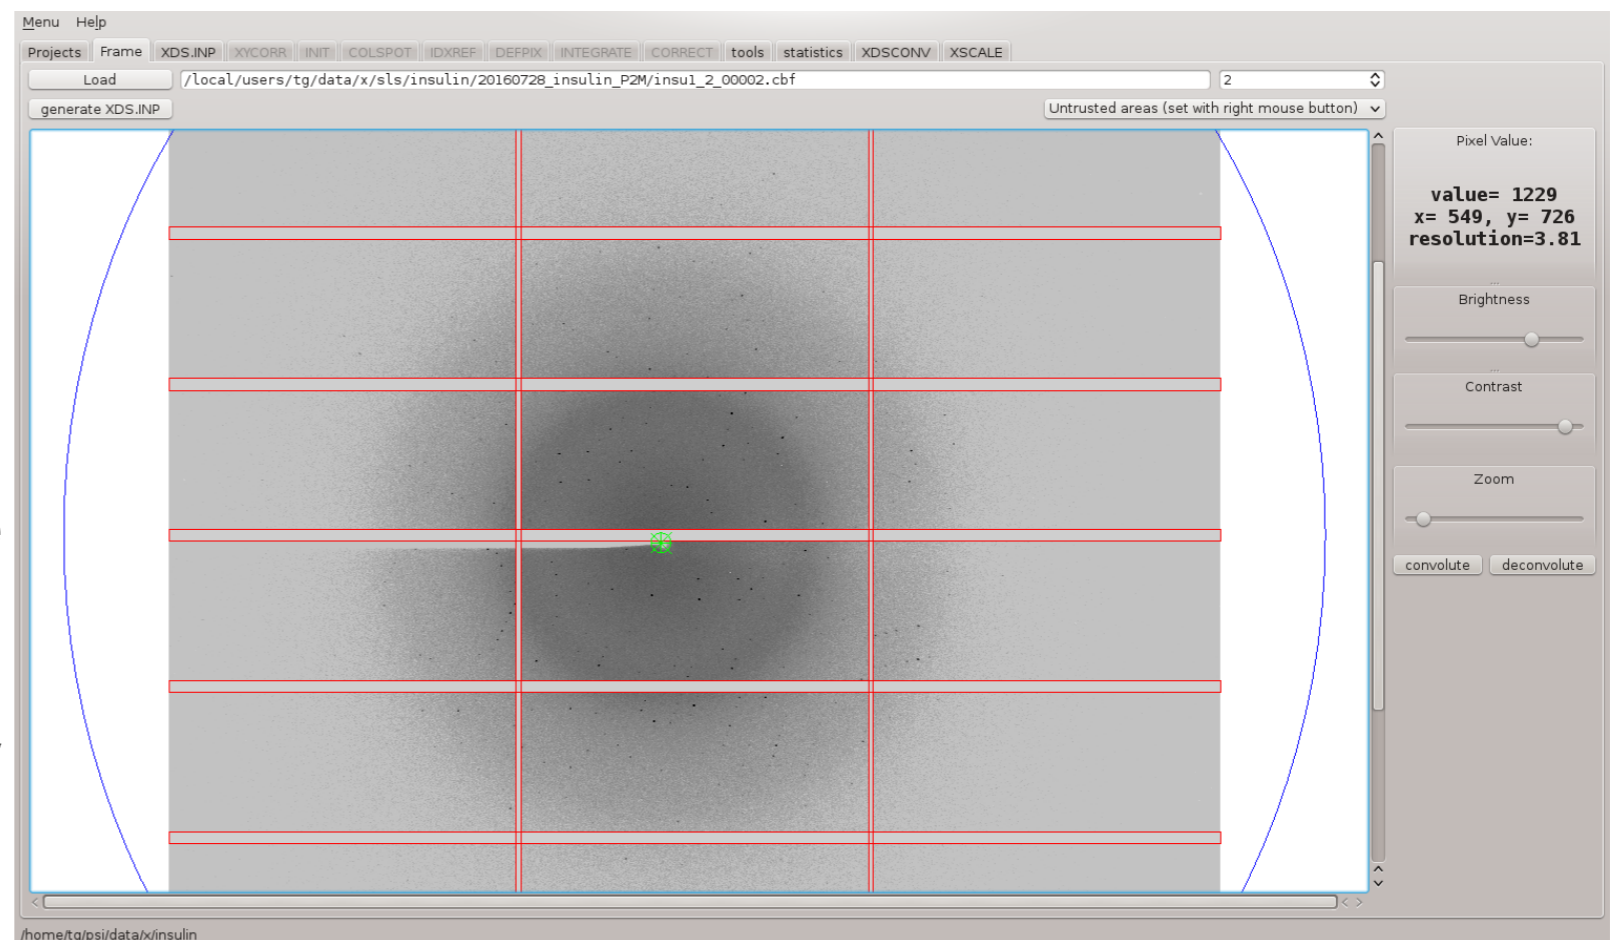 Menu Help
Projects Frame XDS.INP XYCORR INIT COLSPOT IDXREF DEFPIX INTEGRATE CORRECT tools statistics XDSCONV XSCALE
Load /local/users/tg/data/x/sls/insulin/20160728_insulin_P2M/insu1_2_00002.cbf 2
generate XDS.INP Untrusted areas (set with right mouse button)
Pixel Value:
value= 1229
x= 549, y= 726
resolution=3.81
...
Brightness
...
Contrast
Zoom
convolute deconvolute
/home/tg/psi/data/x/insulin